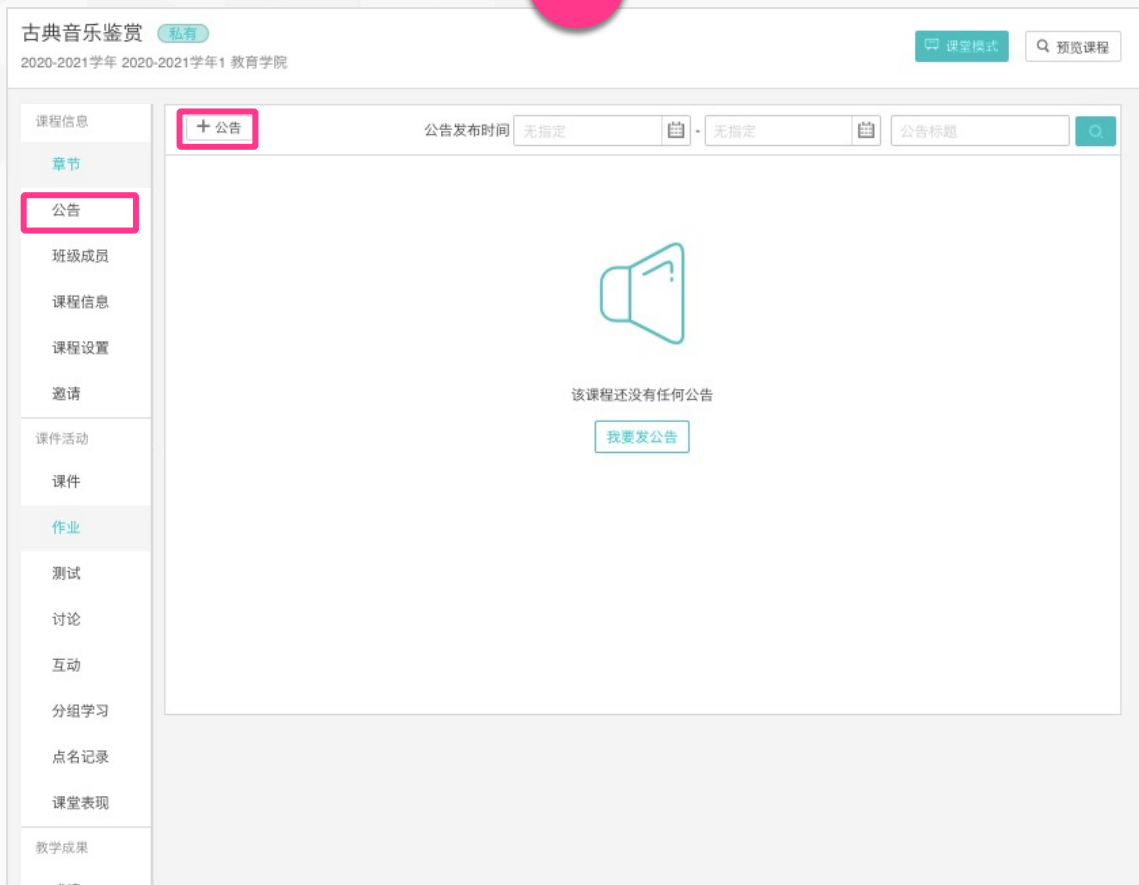 古典音乐鉴赏 私有
2020-2021学年 2020-2021学年1 教育学院
课堂模式
预览课程
课程信息
章节
公告
班级成员
课程信息
课程设置
邀请
课件活动
课件
作业
测试
讨论
互动
分组学习
点名记录
课堂表现
教学成果
+ 公告
公告发布时间 无指定 - 无指定 公告标题
该课程还没有任何公告
我要发公告